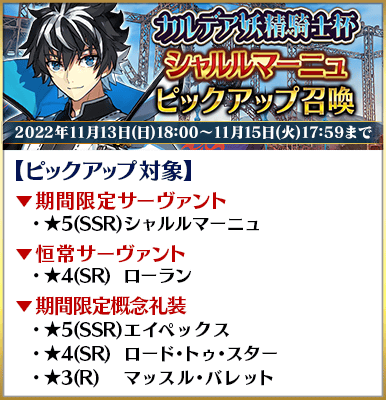 カルデア妖精騎士杯
シャルルマーニュ
ピックアップ召喚
2022年11月13日(日)18:00～11月15日(火)17:59まで
【ピックアップ対象】
▼期間限定サーヴァント
・★5(SSR)シャルルマーニュ
▼恒常サーヴァント
・★4(SR) ローラン
▼期間限定概念礼装
・★5(SSR)エイペックス
・★4(SR) ロード・トゥ・スター
・★3(R) マッスル・バレット